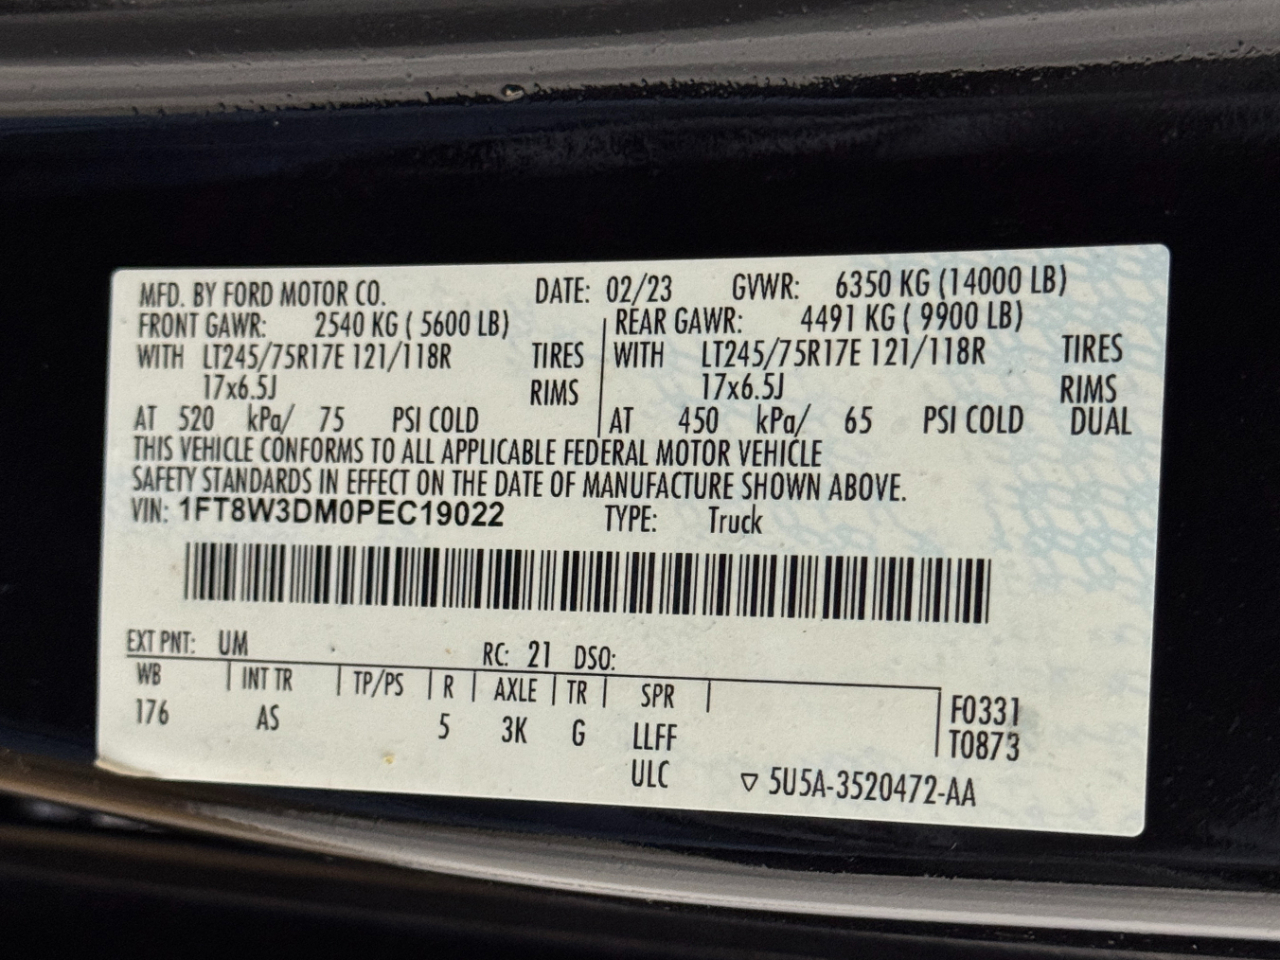 MFD. BY FORD MOTOR CO. DATE: 02/23 GVWR: 6350 KG (14000 LB)
FRONT GAWR: 2540 KG ( 5600 LB) REAR GAWR: 4491 KG ( 9900 LB)
WITH LT245/75R17E 121/118R TIRES WITH LT245/75R17E 121/118R TIRES
17x6.5J RIMS 17x6.5J RIMS
AT 520 kPa/ 75 PSI COLD AT 450 kPa/ 65 PSI COLD DUAL
THIS VEHICLE CONFORMS TO ALL APPLICABLE FEDERAL MOTOR VEHICLE
SAFETY STANDARDS IN EFFECT ON THE DATE OF MANUFACTURE SHOWN ABOVE.
VIN: 1FT8W3DM0PEC19022 TYPE: Truck
EXT PNT: UM RC: 21 DSO:
WB INT TR TP/PS R AXLE TR SPR F0331
176 AS 5 3K G LLFF T0873
ULC ▽ 5U5A-3520472-AA